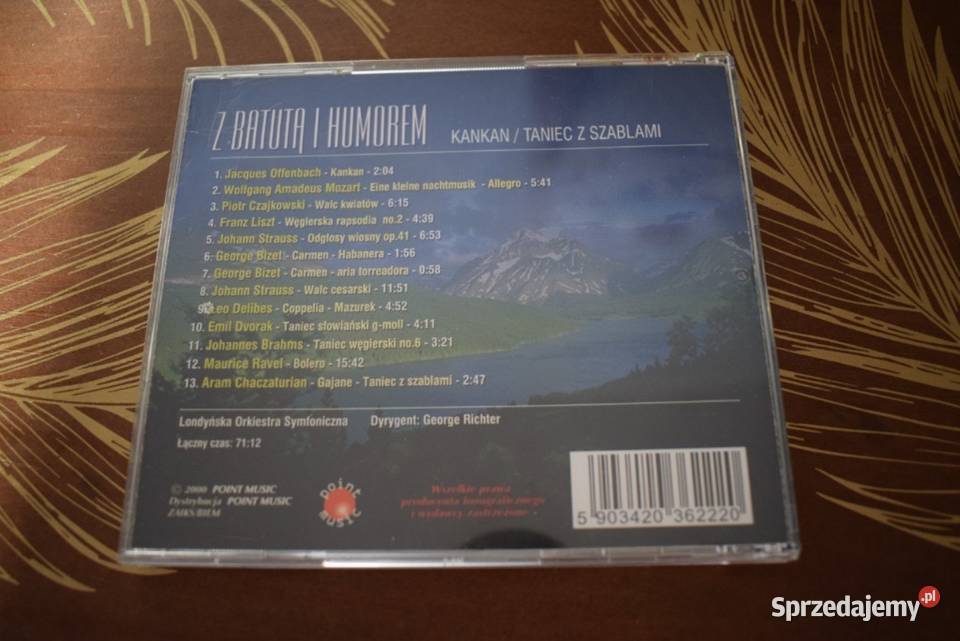 Z BATUTĄ I HUMOREM KANKAN / TANIEC Z SZABLAMI
1. Jacques Offenbach - Kankan - 2:04
2. Wolfgang Amadeus Mozart - Eine kleine nachtmusik - Allegro - 5:41
3. Piotr Czajkowski - Walc kwiatów - 6:15
4. Franz Liszt - Węgierska rapsodia no.2 - 4:39
5. Johann Strauss - Odgłosy wiosny op.41 - 6:53
6. George Bizet - Carmen - Habanera - 1:56
7. George Bizet - Carmen - aria torreadora - 0:58
8. Johann Strauss - Walc cesarski - 11:51
9. Leo Delibes - Coppelia - Mazurek - 4:52
10. Emil Dvorak - Taniec słowiański g-moll - 4:11
11. Johannes Brahms - Taniec węgierski no.6 - 3:21
12. Maurice Ravel - Bolero - 15:42
13. Aram Chaczaturian - Gajane - Taniec z szablami - 2:47
Londyńska Orkiestra Symfoniczna Dyrygent: George Richter
Łączny czas: 71:12
© 2000 POINT MUSIC
Dystrybucja POINT MUSIC
ZAIKS/BIEM
point music
Wszelkie prawa
producenta fonograficznego
i wydawcy zastrzeżone -
5 903420 362220
Sprzedajemy.pl